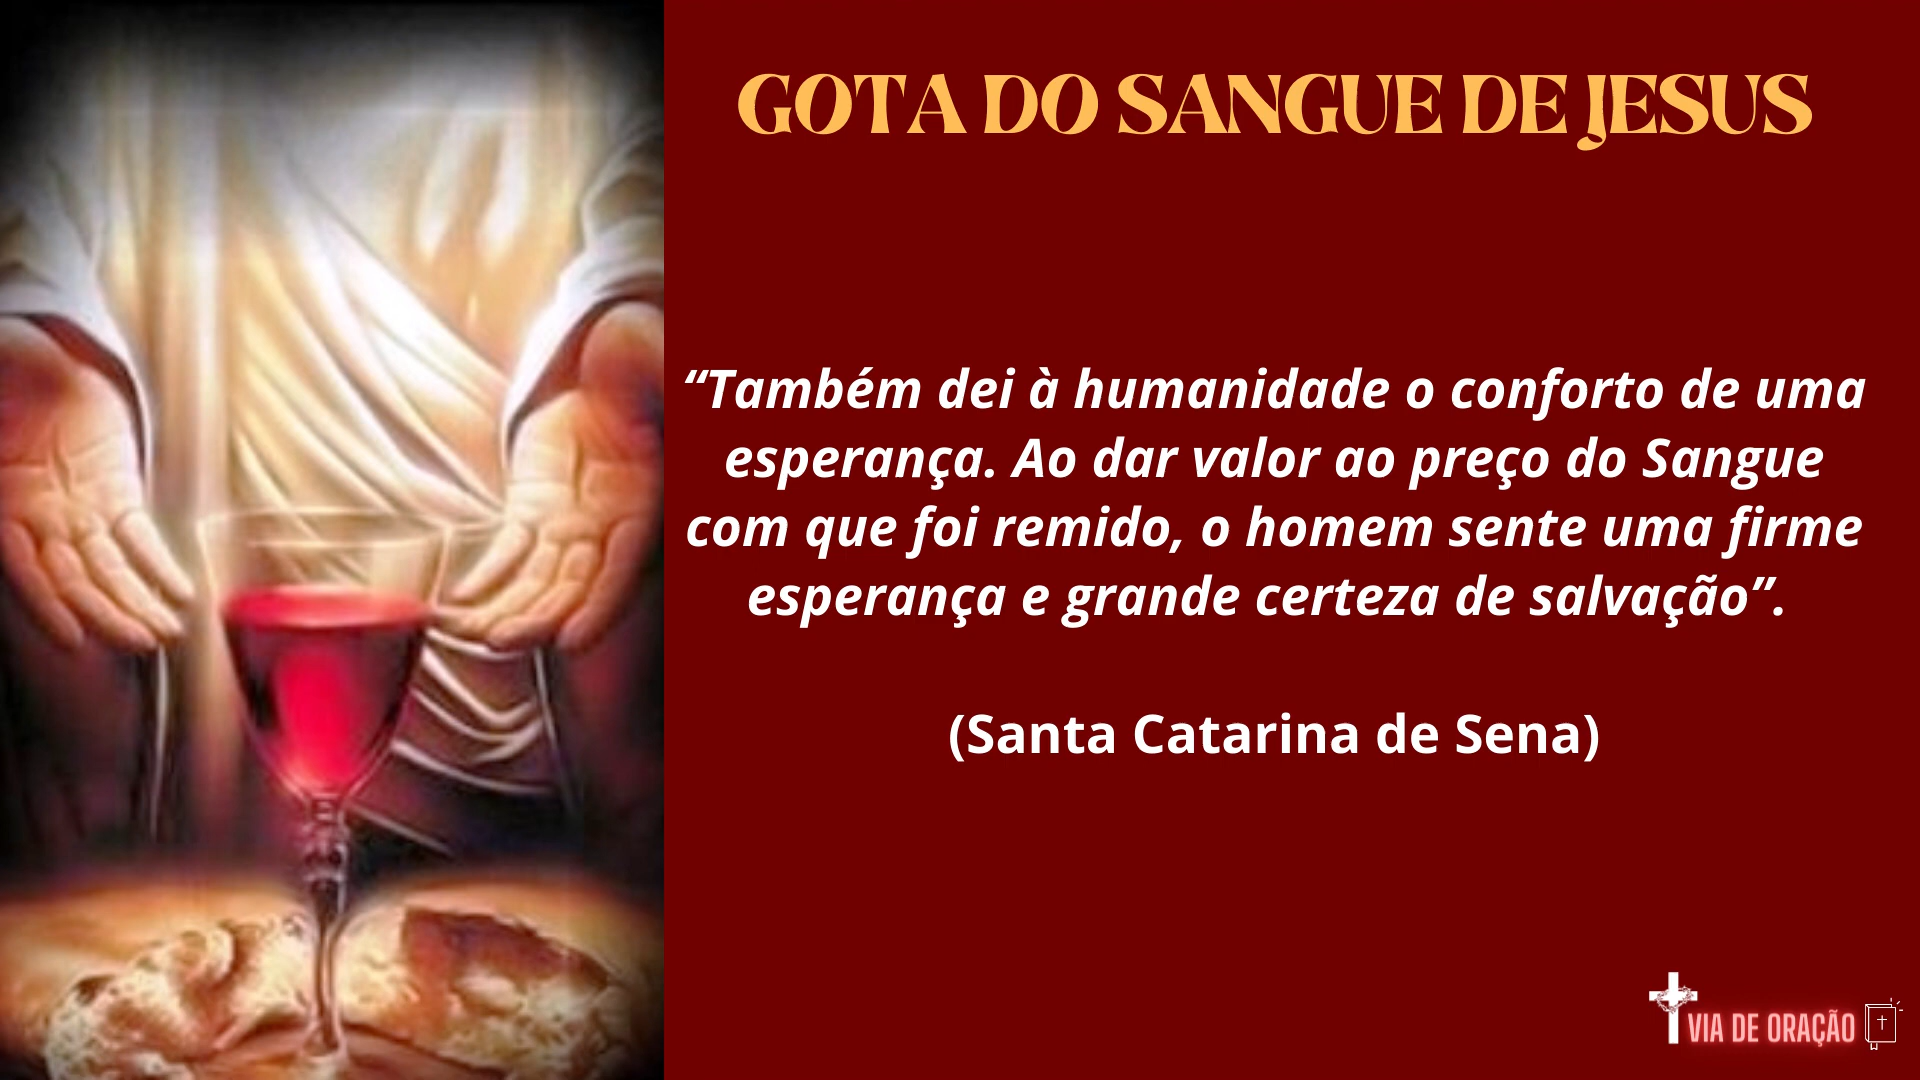 GOTA DO SANGUE DE JESUS
“Também dei à humanidade o conforto de uma
esperança. Ao dar valor ao preço do Sangue
com que foi remido, o homem sente uma firme
esperança e grande certeza de salvação”.
(Santa Catarina de Sena)
VIA DE ORAÇÃO